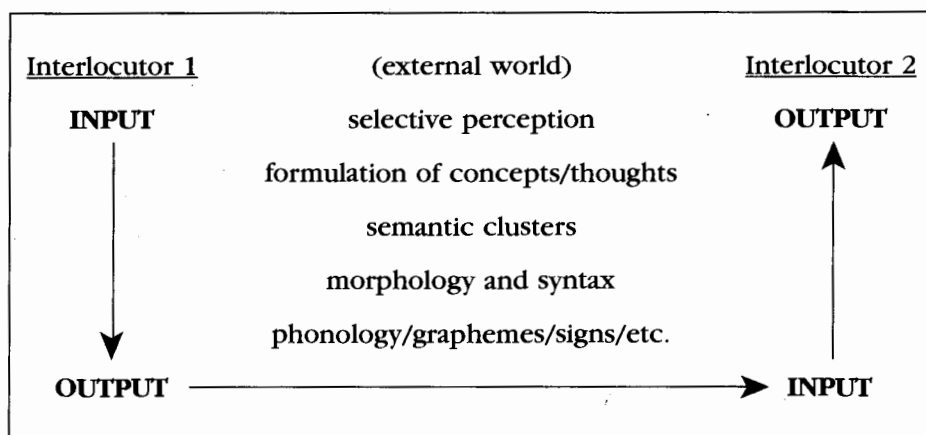 Interlocutor 1 (external world) Interlocutor 2
INPUT selective perception OUTPUT
formulation of concepts/thoughts
semantic clusters
morphology and syntax
phonology/graphemes/signs/etc.
OUTPUT INPUT